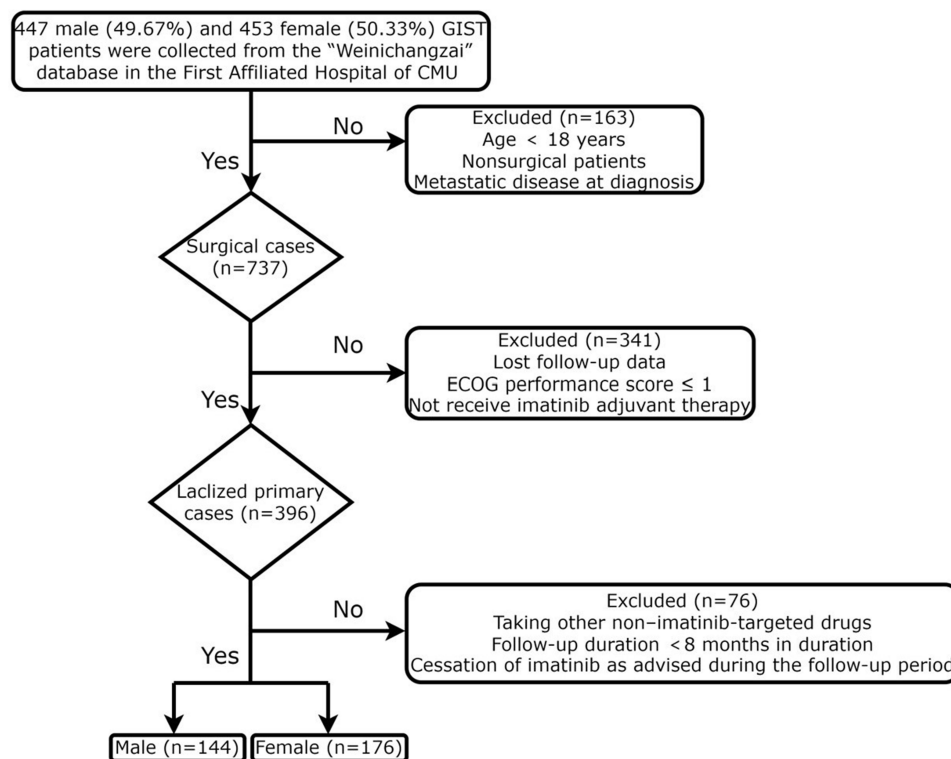 447 male (49.67%) and 453 female (50.33%) GIST
patients were collected from the “Weinichangzai”
database in the First Affiliated Hospital of CMU
No
Excluded (n=163)
Age < 18 years
Nonsurgical patients
Metastatic disease at diagnosis
Yes
Surgical cases
(n=737)
No
Excluded (n=341)
Lost follow-up data
ECOG performance score ≤ 1
Not receive imatinib adjuvant therapy
Yes
Laclized primary
cases (n=396)
No
Excluded (n=76)
Taking other non–imatinib-targeted drugs
Follow-up duration <8 months in duration
Cessation of imatinib as advised during the follow-up period
Yes
Male (n=144)
Female (n=176)